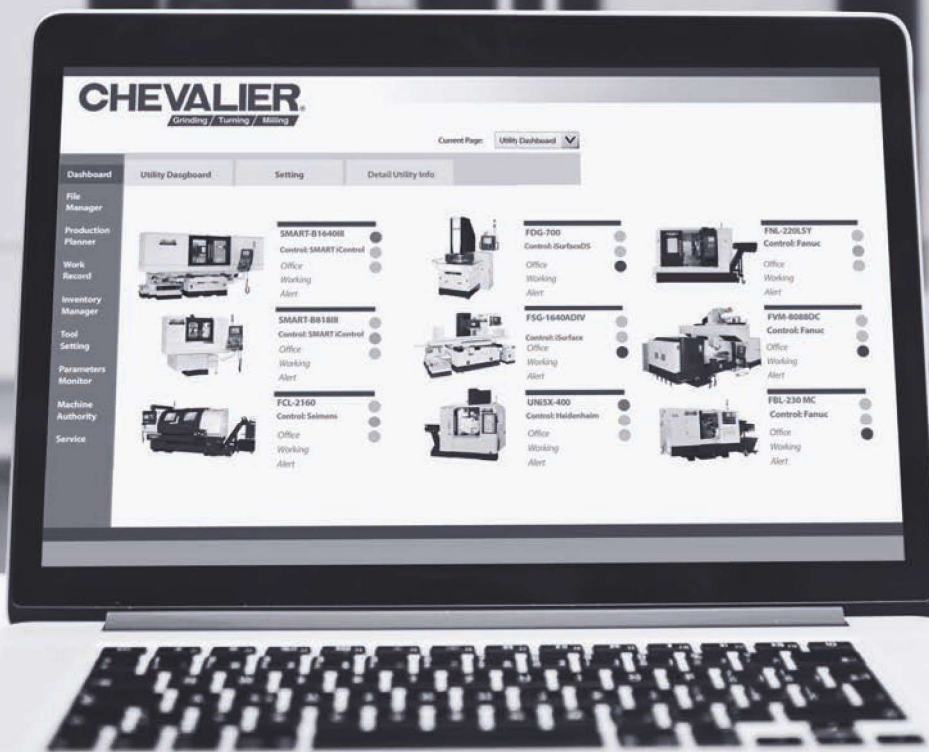 CHEVALIER®
Grinding / Turning / Milling
Current Page: Utility Dashboard
Dashboard
Utility Dasgboard
Setting
Detail Utility Info
File
Manager
Production
Planner
Work
Record
Inventory
Manager
Tool
Setting
Parameters
Monitor
Machine
Authority
Service
SMART-B1640III
Control: SMART iControl
Office
Working
Alert
FDG-700
Control: iSurfaceDS
Office
Working
Alert
FNL-220LSY
Control: Fanuc
Office
Working
Alert
SMART-B818III
Control: SMART iControl
Office
Working
Alert
FSG-1640ADIV
Control: iSurface
Office
Working
Alert
FVM-8088DC
Control: Fanuc
Office
Working
Alert
FCL-2160
Control: Seimens
Office
Working
Alert
UNi5X-400
Control: Haidenhaim
Office
Working
Alert
FBL-230 MC
Control: Fanuc
Office
Working
Alert